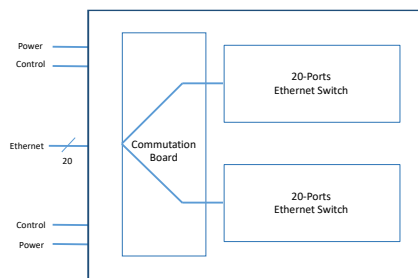 Power
Control
Ethernet
20
Control
Power
Commutation
Board
20-Ports
Ethernet Switch
20-Ports
Ethernet Switch